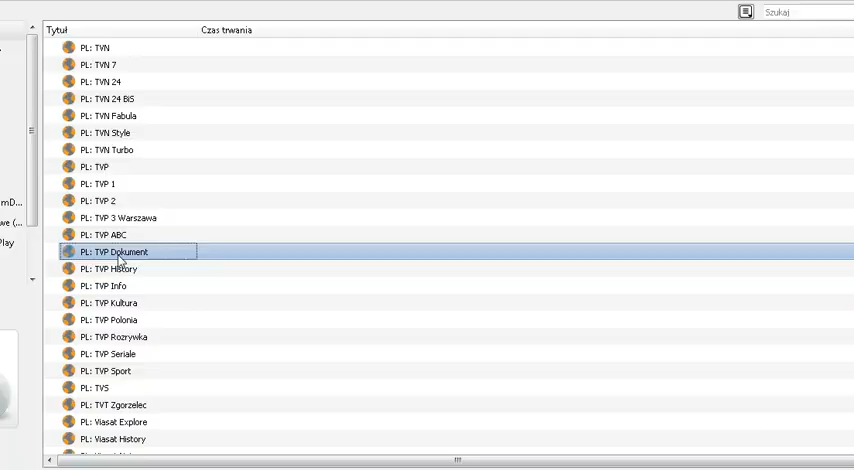 Szukaj
Tytuł Czas trwania
PL: TVN
PL: TVN 7
PL: TVN 24
PL: TVN 24 BIS
PL: TVN Fabula
PL: TVN Style
PL: TVN Turbo
PL: TVP
PL: TVP 1
mD... PL: TVP 2
we (... PL: TVP 3 Warszawa
Play PL: TVP ABC
PL: TVP Dokument
PL: TVP History
PL: TVP Info
PL: TVP Kultura
PL: TVP Polonia
PL: TVP Rozrywka
PL: TVP Seriale
PL: TVP Sport
PL: TVS
PL: TVT Zgorzelec
PL: Viasat Explore
PL: Viasat History